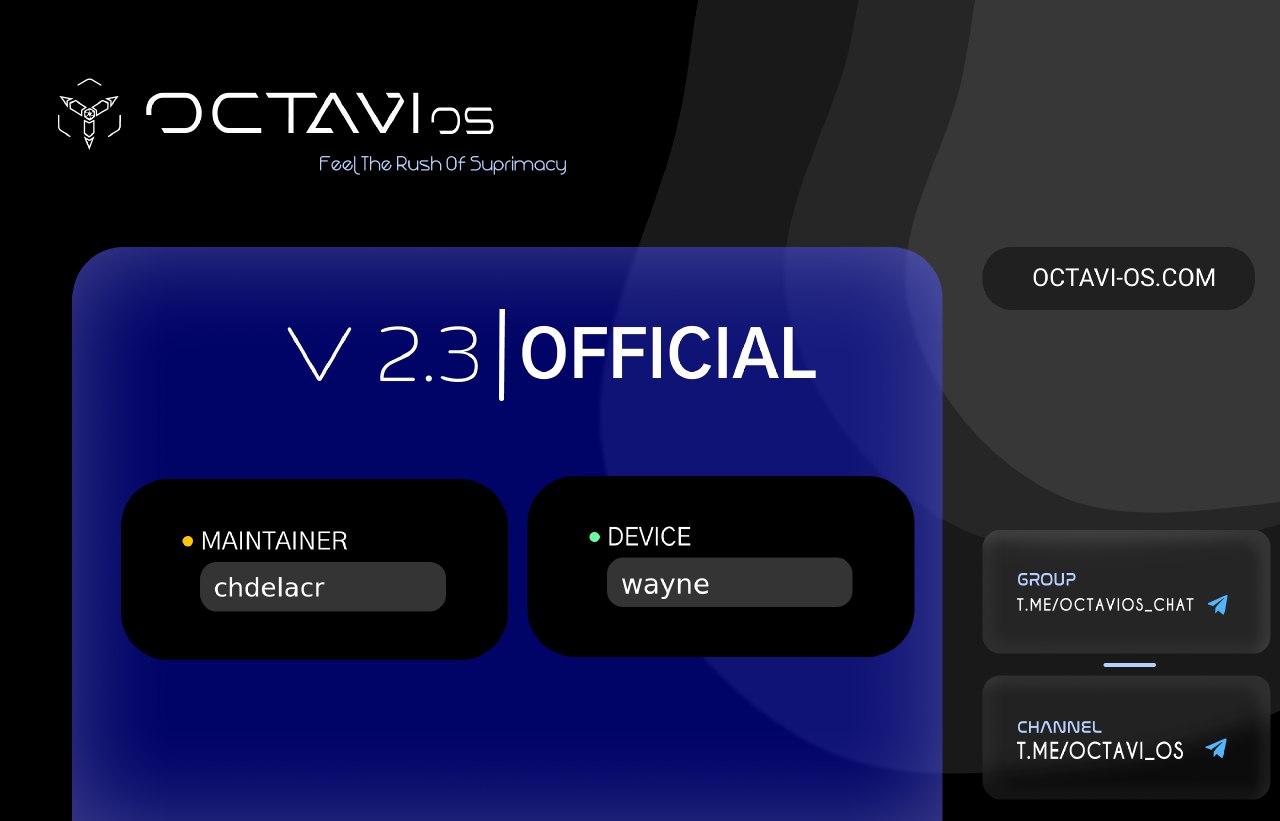 OCTAVI OS
Feel The Rush Of Suprimacy
OCTAVI-OS.COM
V 2.3|OFFICIAL
MAINTAINER
chdelacr
DEVICE
wayne
GROUP
T.ME/OCTAVIOS_CHAT
CHANNEL
T.ME/OCTAVI_OS